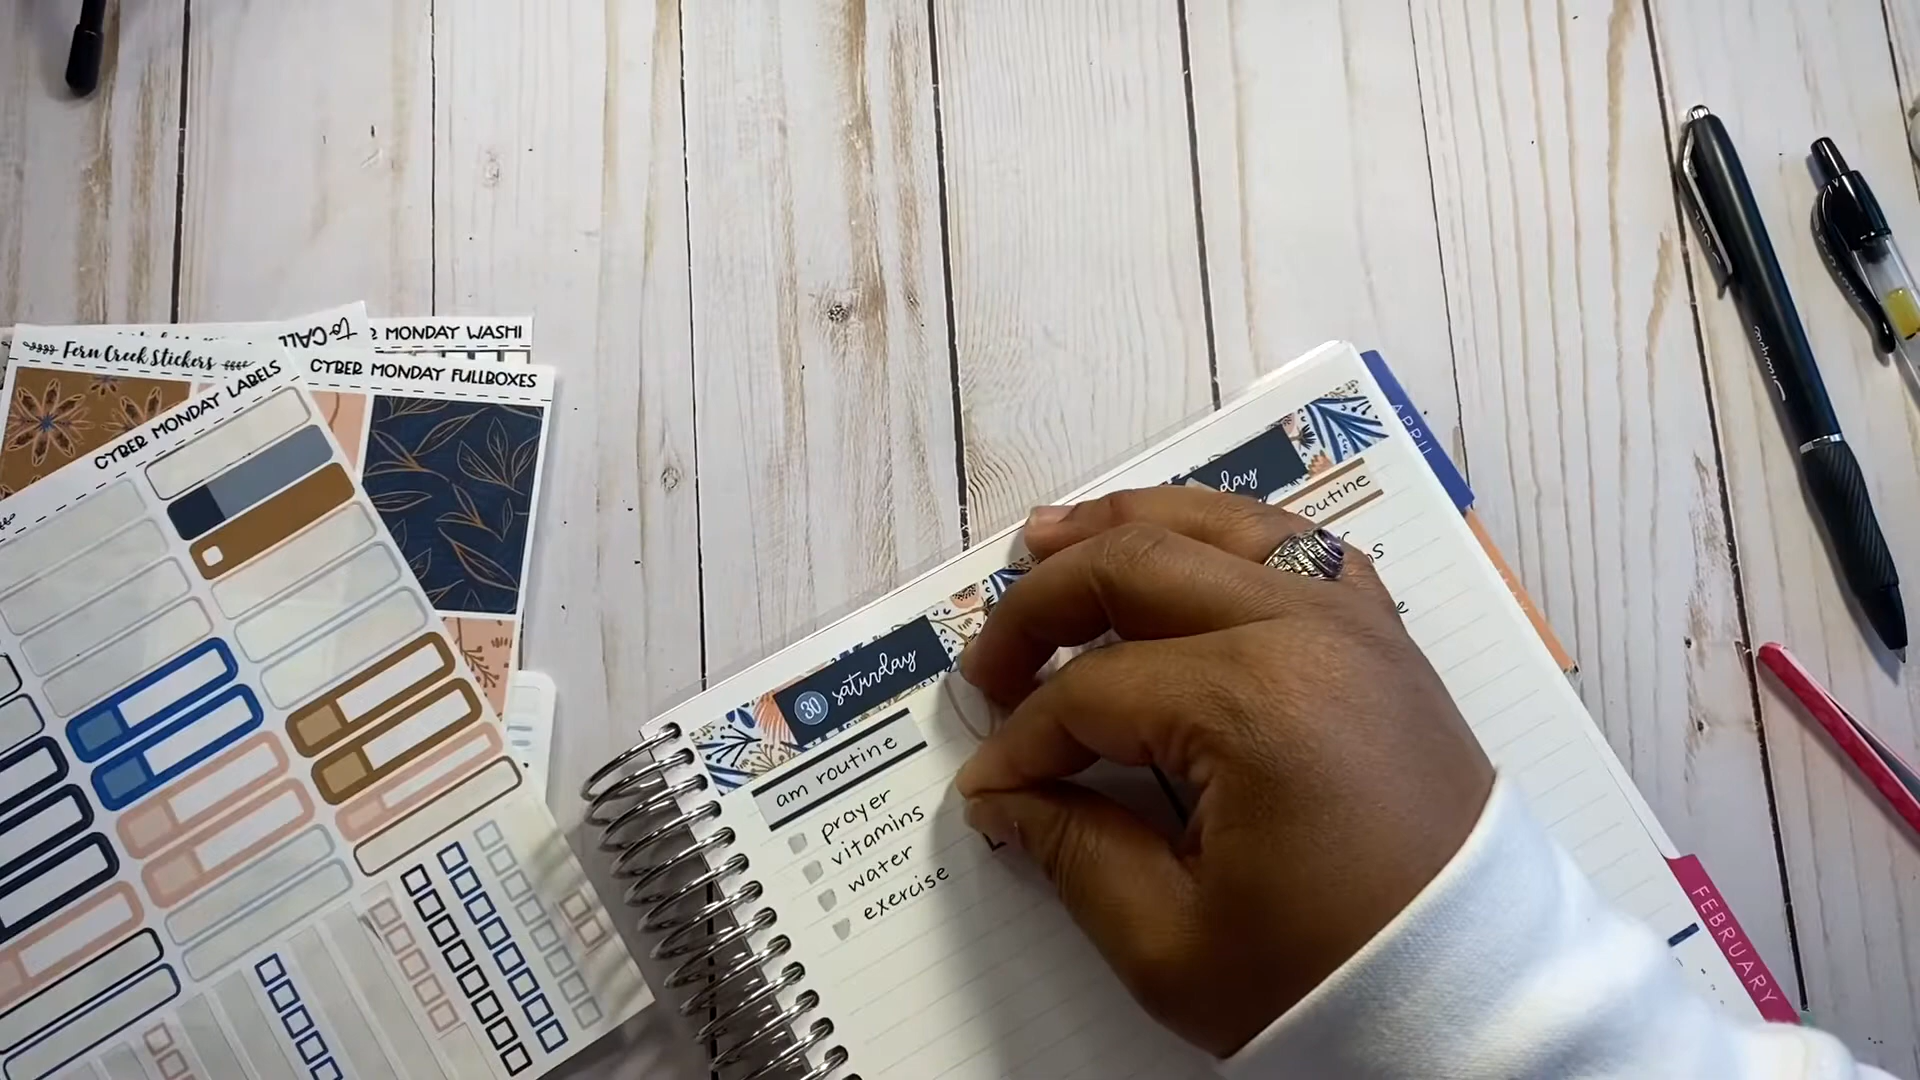 to CALL
MONDAY WASHI
Fern Creek Stickers
CYBER MONDAY FULLBOXES
CYBER MONDAY LABELS
30 saturday
am routine
prayer
vitamins
water
exercise
day
routine
APRIL
FEBRUARY